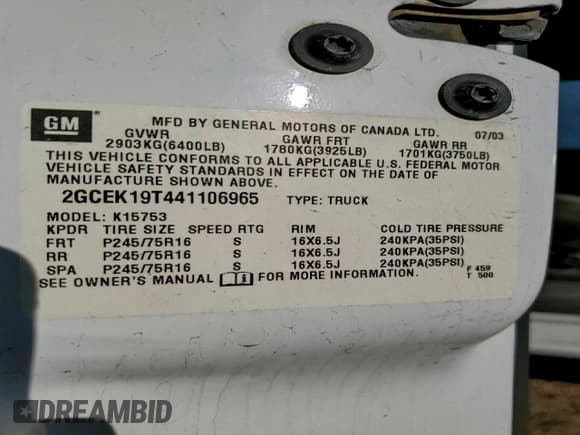 GM
MFD BY GENERAL MOTORS OF CANADA LTD. 07/03
GVWR GAWR FRT GAWR RR
2903KG(6400LB) 1780KG(3925LB) 1701KG(3750LB)
THIS VEHICLE CONFORMS TO ALL APPLICABLE U.S. FEDERAL MOTOR
VEHICLE SAFETY STANDARDS IN EFFECT ON THE DATE OF
MANUFACTURE SHOWN ABOVE.
2GCEK19T441106965 TYPE: TRUCK
MODEL: K15753
KPDR TIRE SIZE SPEED RTG RIM COLD TIRE PRESSURE
FRT P245/75R16 S 16X6.5J 240KPA(35PSI)
RR P245/75R16 S 16X6.5J 240KPA(35PSI)
SPA P245/75R16 S 16X6.5J 240KPA(35PSI)
SEE OWNER'S MANUAL FOR MORE INFORMATION.
F 459
T 500
DREAMBID